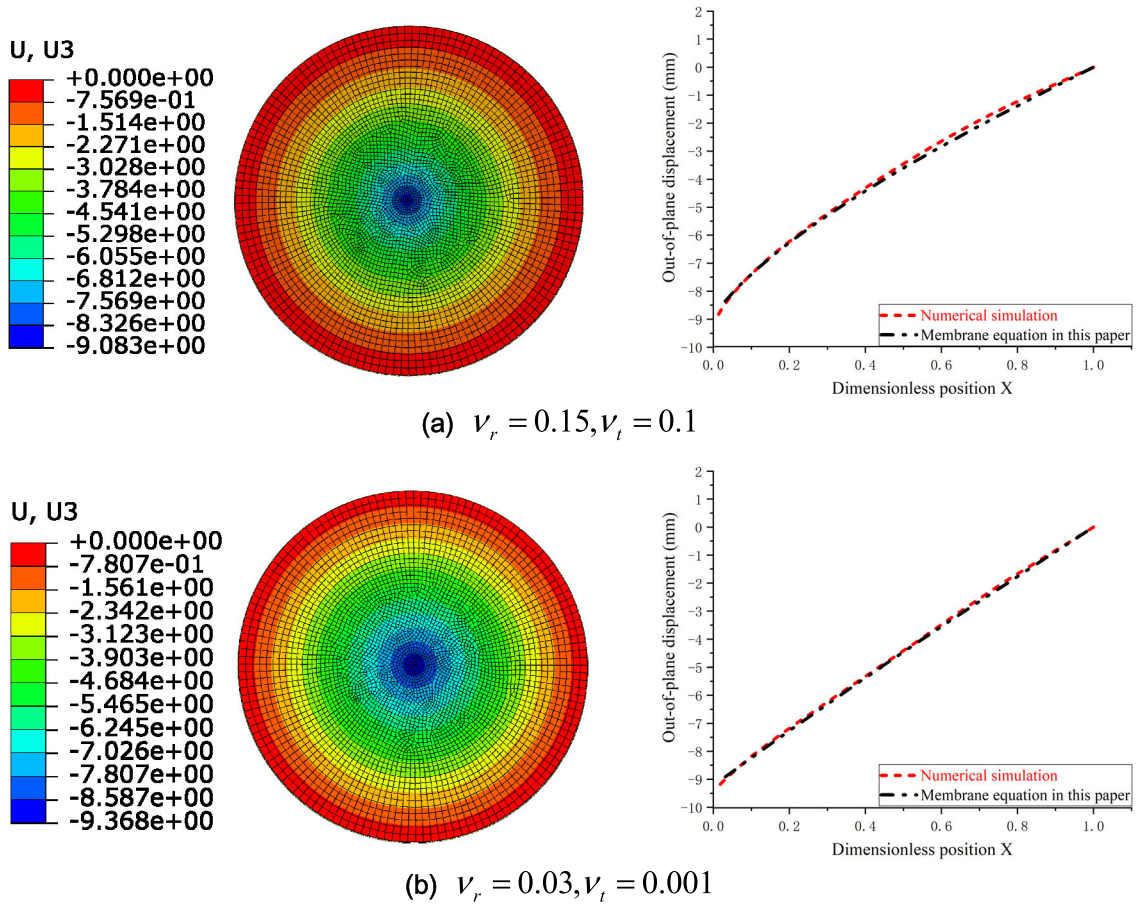 U, U3
+0.000e+00
-7.569e-01
-1.514e+00
-2.271e+00
-3.028e+00
-3.784e+00
-4.541e+00
-5.298e+00
-6.055e+00
-6.812e+00
-7.569e+00
-8.326e+00
-9.083e+00
Out-of-plane displacement (mm)
2
1
0
-1
-2
-3
-4
-5
-6
-7
-8
-9
-10
Numerical simulation
Membrane equation in this paper
0.0 0.2 0.4 0.6 0.8 1.0
Dimensionless position X
(a) ν_r = 0.15, ν_t = 0.1
U, U3
+0.000e+00
-7.807e-01
-1.561e+00
-2.342e+00
-3.123e+00
-3.903e+00
-4.684e+00
-5.465e+00
-6.245e+00
-7.026e+00
-7.807e+00
-8.587e+00
-9.368e+00
Out-of-plane displacement (mm)
2
1
0
-1
-2
-3
-4
-5
-6
-7
-8
-9
-10
Numerical simulation
Membrane equation in this paper
0.0 0.2 0.4 0.6 0.8 1.0
Dimensionless position X
(b) ν_r = 0.03, ν_t = 0.001